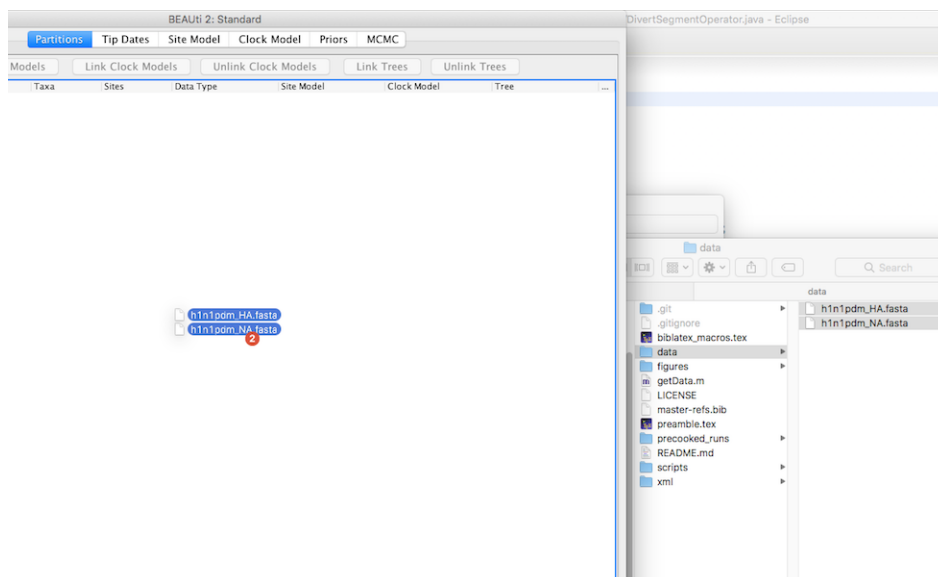 BEAUti 2: Standard
DivertSegmentOperator.java - Eclipse
Partitions Tip Dates Site Model Clock Model Priors MCMC
Models Link Clock Models Unlink Clock Models Link Trees Unlink Trees
Taxa Sites Data Type Site Model Clock Model Tree ...
h1n1pdm_HA.fasta
h1n1pdm_NA.fasta
2
data
Search
data
.git
.gitignore
biblatex_macros.tex
data
figures
getData.m
LICENSE
master-refs.bib
preamble.tex
precooked_runs
README.md
scripts
xml
h1n1pdm_HA.fasta
h1n1pdm_NA.fasta